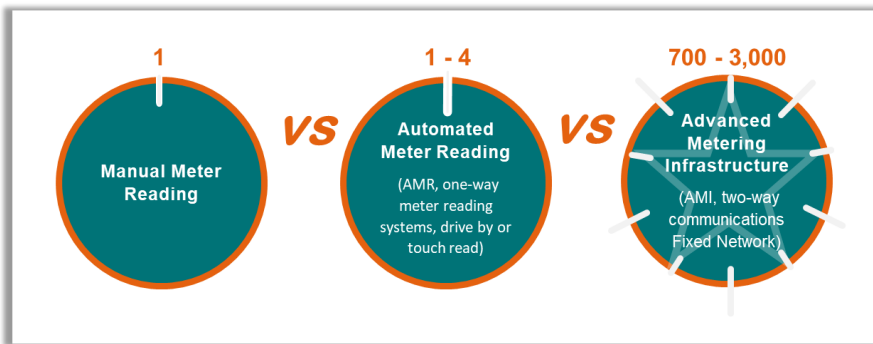 1
Manual Meter
Reading
VS
1 - 4
Automated
Meter Reading
(AMR, one-way
meter reading
systems, drive by or
touch read)
VS
700 - 3,000
Advanced
Metering
Infrastructure
(AMI, two-way
communications
Fixed Network)